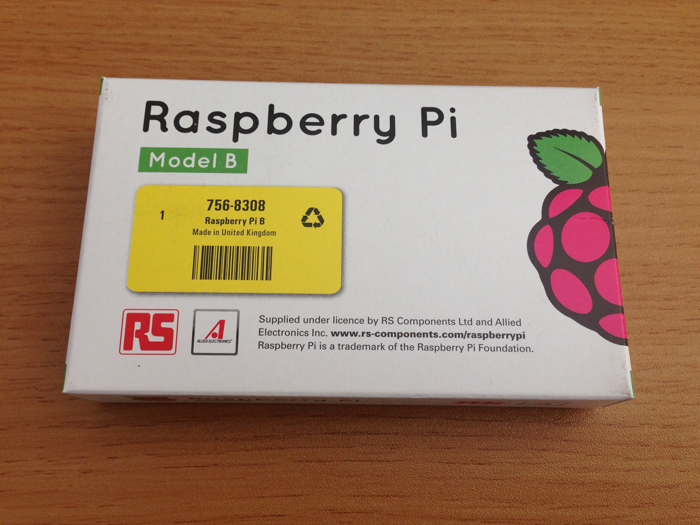 Raspberry Pi
Model B
1
756-8308
Raspberry Pi B
Made in United Kingdom
RS
A
ALLIED ELECTRONICS
Supplied under licence by RS Components Ltd and Allied
Electronics Inc. www.rs-components.com/raspberrypi
Raspberry Pi is a trademark of the Raspberry Pi Foundation.
Raspberry Pi